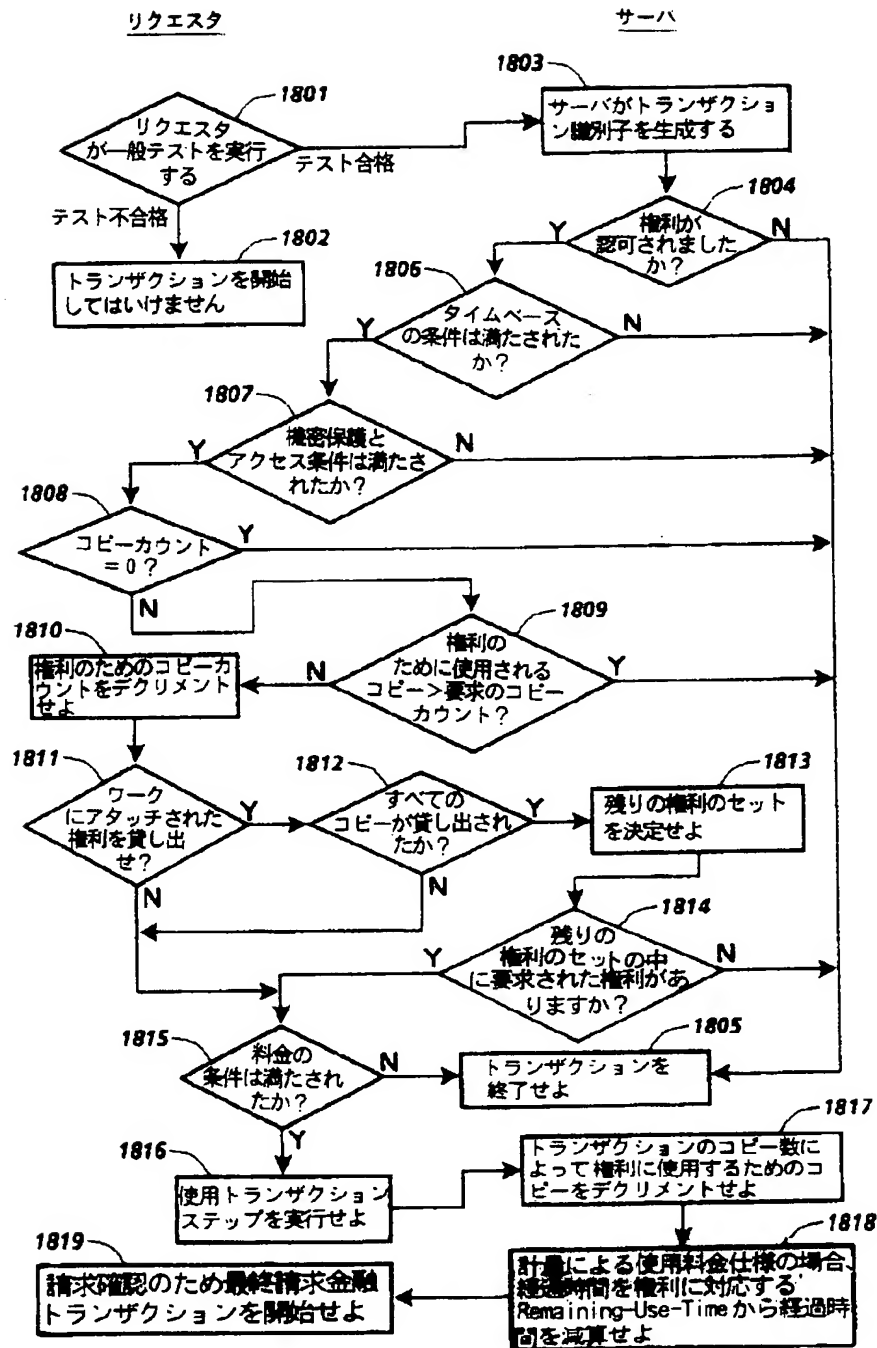 リクエスタ
サーバ
1801
リクエスタ
が一般テストを実行
する
テスト合格
テスト不合格
1802
トランザクションを開始
してはいけません
1803
サーバがトランザクショ
ン識別子を生成する
1804
権利が
認可されました
か?
Y
N
1806
タイムベース
の条件は満たされた
か?
Y
N
1807
機密保護と
アクセス条件は満たさ
れたか?
Y
N
1808
コピーカウント
=0?
Y
N
1809
権利の
ために使用される
コピー>要求のコピー
カウント?
N
Y
1810
権利のためのコピーカ
ウントをデクリメント
せよ
1811
ワーク
にアタッチされた
権利を貸し出
せ?
Y
N
1812
すべての
コピーが貸し出され
たか?
Y
N
1813
残りの権利のセット
を決定せよ
1814
残りの
権利のセットの中
に要求された権利があ
りますか?
Y
N
1815
料金の
条件は満たされ
たか?
N
Y
1805
トランザクションを
終了せよ
1816
使用トランザクション
ステップを実行せよ
1817
トランザクションのコピー数に
よって権利に使用するためのコ
ピーをデクリメントせよ
1818
計量による使用料金仕様の場合、
経過時間を権利に対応する
Remaining-Use-Timeから経過時
間を減算せよ
1819
請求確認のため最終請求金融
トランザクションを開始せよ